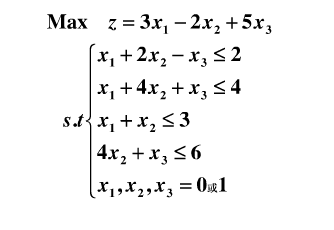 Max z = 3x₁ − 2x₂ + 5x₃
x₁ + 2x₂ − x₃ ≤ 2
x₁ + 4x₂ + x₃ ≤ 4
s.t { x₁ + x₂ ≤ 3
4x₂ + x₃ ≤ 6
x₁, x₂, x₃ = 0或1